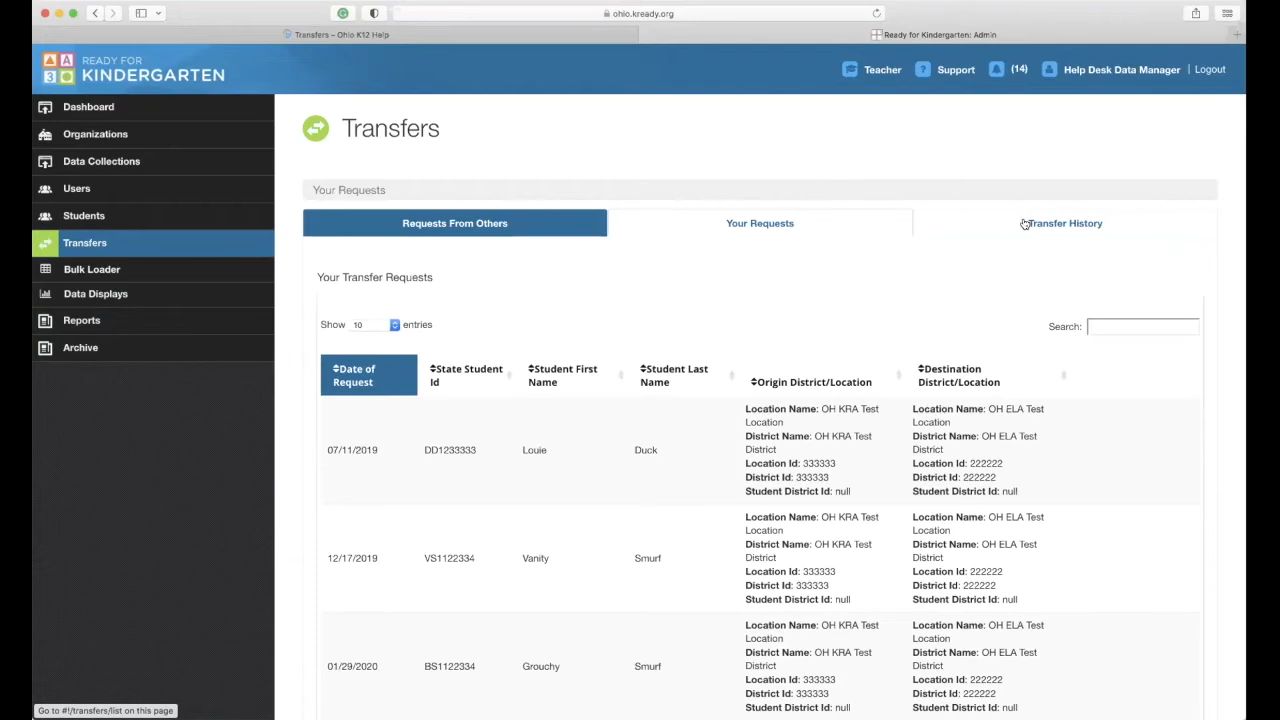 ohio.kready.org
Transfers – Ohio K12 Help
Ready for Kindergarten: Admin
READY FOR
KINDERGARTEN
Teacher
Support
(14)
Help Desk Data Manager | Logout
Dashboard
Organizations
Data Collections
Users
Students
Transfers
Bulk Loader
Data Displays
Reports
Archive
Transfers
Your Requests
Requests From Others
Your Requests
Transfer History
Your Transfer Requests
Show 10 entries
Search:
Date of
Request
State Student
Id
Student First
Name
Student Last
Name
Origin District/Location
Destination
District/Location
07/11/2019
DD1233333
Louie
Duck
Location Name: OH KRA Test
Location
District Name: OH KRA Test
District
Location Id: 333333
District Id: 333333
Student District Id: null
Location Name: OH ELA Test
Location
District Name: OH ELA Test
District
Location Id: 222222
District Id: 222222
Student District Id: null
12/17/2019
VS1122334
Vanity
Smurf
Location Name: OH KRA Test
Location
District Name: OH KRA Test
District
Location Id: 333333
District Id: 333333
Student District Id: null
Location Name: OH ELA Test
Location
District Name: OH ELA Test
District
Location Id: 222222
District Id: 222222
Student District Id: null
01/29/2020
BS1122334
Grouchy
Smurf
Location Name: OH KRA Test
Location
District Name: OH KRA Test
District
Location Id: 333333
District Id: 333333
Student District Id: null
Location Name: OH ELA Test
Location
District Name: OH ELA Test
District
Location Id: 222222
District Id: 222222
Student District Id: null
Go to #!/transfers/list on this page